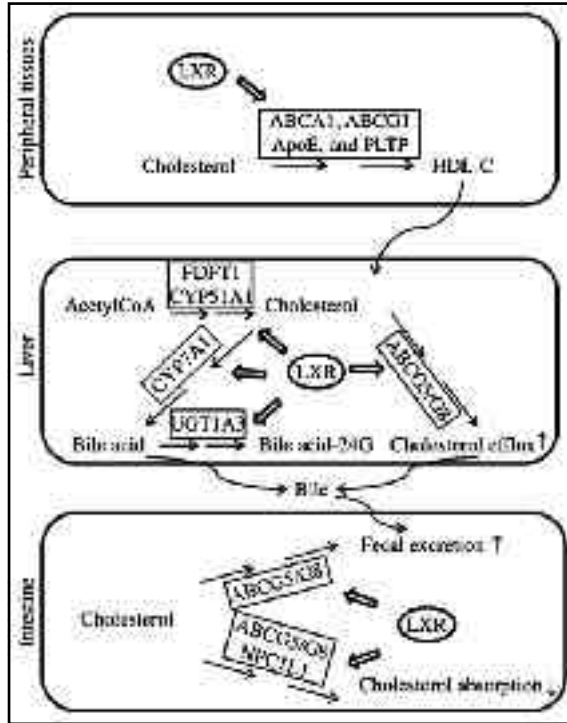 Peripheral tissues
LXR
ABCA1, ABCG1
ApoE, and PLTP
Cholesterol
HDL C
Liver
FDFT1
CYP51A1
AcetylCoA
Cholesterol
CYP7A1
LXR
ABCG5/G8
UGT1A3
Bile acid
Bile acid-24G
Cholesterol efflux↑
Bile
Intestine
Fecal excretion ↑
ABCG5/G8
Cholesterol
LXR
ABCG5/G8
NPC1L1
Cholesterol absorption↓